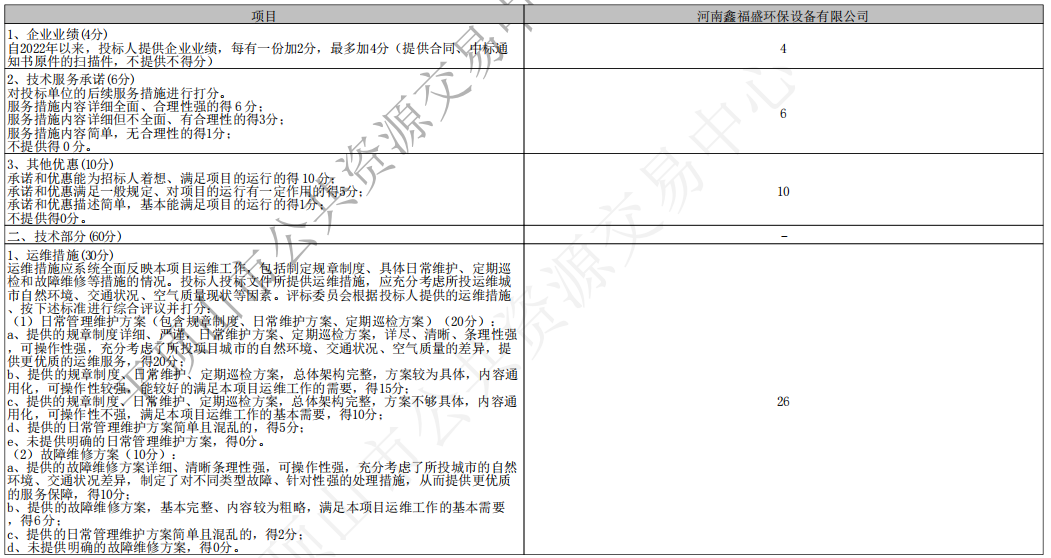 项目
河南鑫福盛环保设备有限公司
1、企业业绩(4分)
自2022年以来，投标人提供企业业绩，每有一份加2分，最多加4分（提供合同、中标通
知书原件的扫描件，不提供不得分）
4
2、技术服务承诺(6分)
对投标单位的后续服务措施进行打分。
服务措施内容详细全面、合理性强的得６分；
服务措施内容详细但不全面、有合理性的得3分；
服务措施内容简单，无合理性的得1分；
不提供得０分。
6
3、其他优惠(10分)
承诺和优惠能为招标人着想、满足项目的运行的得10分；
承诺和优惠满足一般规定、对项目的运行有一定作用的得5分；
承诺和优惠描述简单，基本能满足项目的运行的得1分；
不提供得0分。
10
二、技术部分(60分)
-
1、运维措施(30分)
运维措施应系统全面反映本项目运维工作，包括制定规章制度、具体日常维护、定期巡
检和故障维修等措施的情况。投标人投标文件所提供运维措施，应充分考虑所投运维城
市自然环境、交通状况、空气质量现状等因素。评标委员会根据投标人提供的运维措施
、按下述标准进行综合评议并打分：
（1）日常管理维护方案（包含规章制度、日常维护方案、定期巡检方案）（20分）：
a、提供的规章制度详细、严谨，日常维护方案、定期巡检方案，详尽、清晰、条理性强
，可操作性强，充分考虑了所投项目城市的自然环境、交通状况、空气质量的差异，提
供更优质的运维服务，得20分；
b、提供的规章制度、日常维护、定期巡检方案，总体架构完整，方案较为具体，内容通
用化，可操作性较强，能较好的满足本项目运维工作的需要，得15分；
c、提供的规章制度、日常维护、定期巡检方案，总体架构完整，方案不够具体，内容通
用化，可操作性不强，满足本项目运维工作的基本需要，得10分；
d、提供的日常管理维护方案简单且混乱的，得5分；
e、未提供明确的日常管理维护方案，得0分。
（2）故障维修方案（10分）：
a、提供的故障维修方案详细、清晰条理性强，可操作性强，充分考虑了所投城市的自然
环境、交通状况差异，制定了对不同类型故障、针对性强的处理措施，从而提供更优质
的服务保障，得10分；
b、提供的故障维修方案，基本完整、内容较为粗略，满足本项目运维工作的基本需要
，得6分；
c、提供的日常管理维护方案简单且混乱的，得2分；
d、未提供明确的故障维修方案，得0分。
26
平顶山市公共资源交易中心
顶山市公共资源交易中心